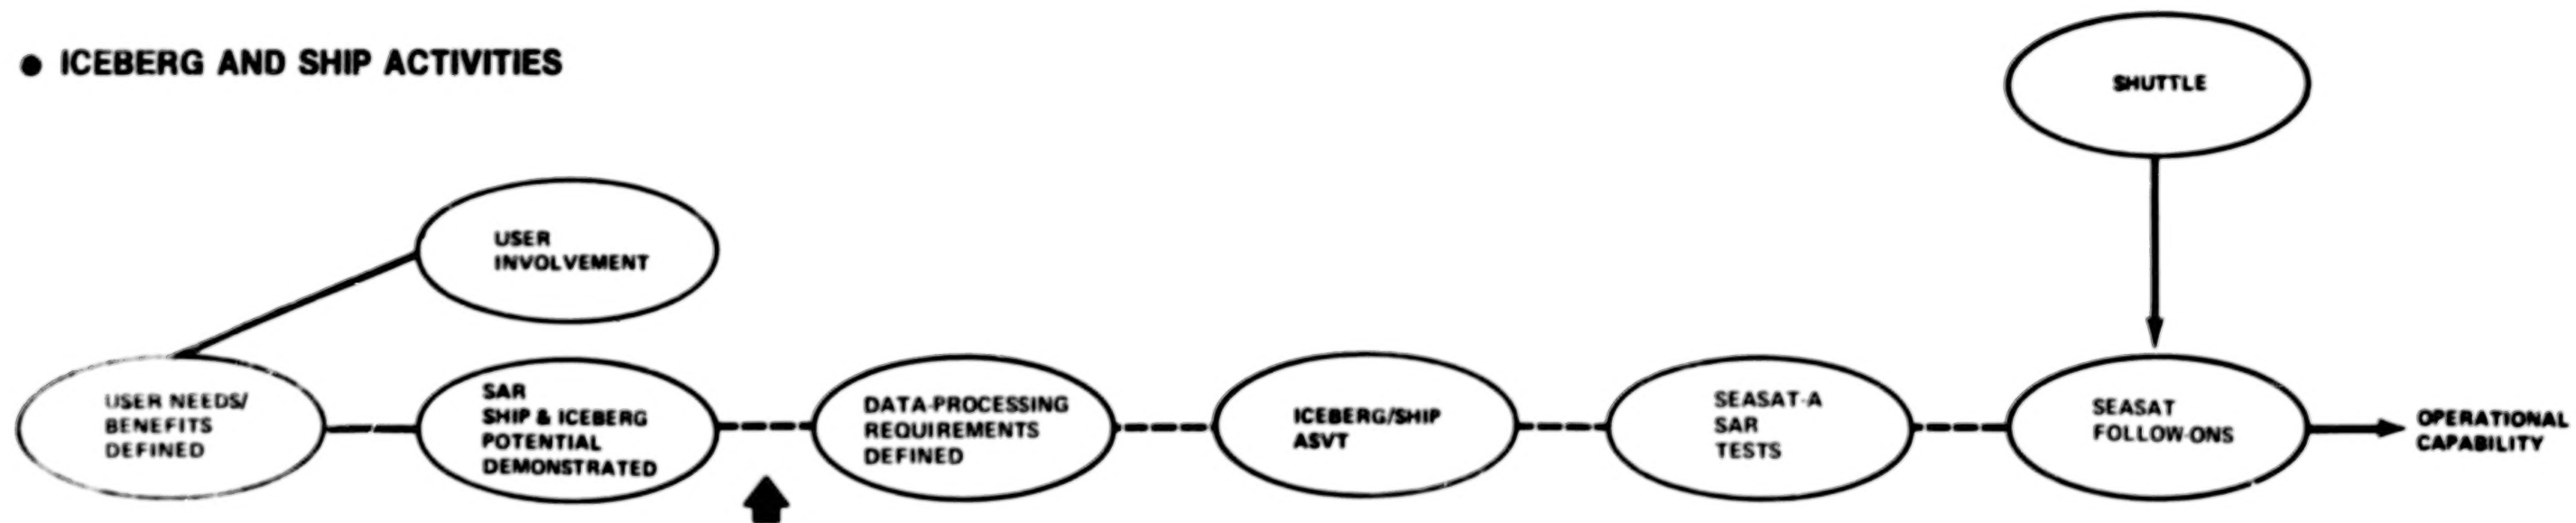 ● ICEBERG AND SHIP ACTIVITIES
SHUTTLE
USER
INVOLVEMENT
USER NEEDS/
BENEFITS
DEFINED
SAR
SHIP & ICEBERG
POTENTIAL
DEMONSTRATED
DATA-PROCESSING
REQUIREMENTS
DEFINED
ICEBERG/SHIP
ASVT
SEASAT-A
SAR
TESTS
SEASAT
FOLLOW-ONS
OPERATIONAL
CAPABILITY